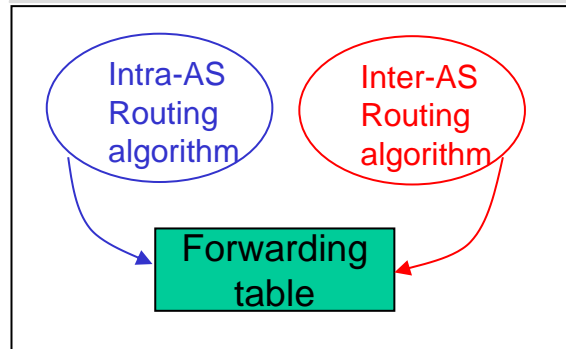 Intra-AS
Routing
algorithm
Inter-AS
Routing
algorithm
Forwarding
table